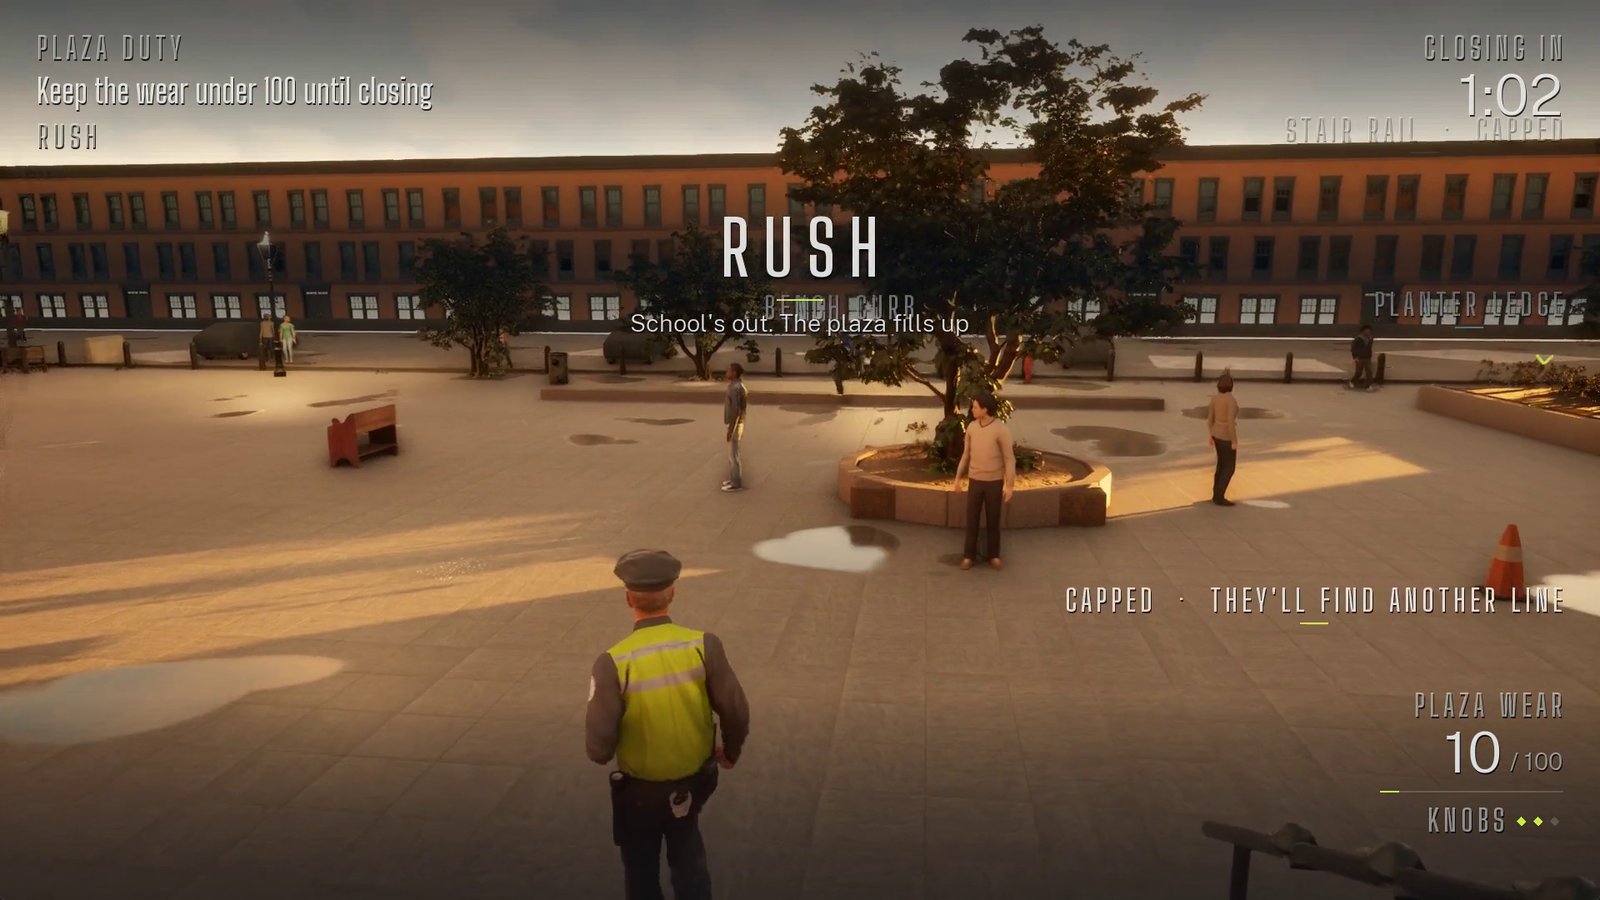 PLAZA DUTY
Keep the wear under 100 until closing
RUSH
CLOSING IN
1:02
STAIR RAIL · CAPPED
RUSH
BENCH CURB
School's out. The plaza fills up
PLANTER LEDGE
CAPPED · THEY'LL FIND ANOTHER LINE
PLAZA WEAR
10 / 100
KNOBS